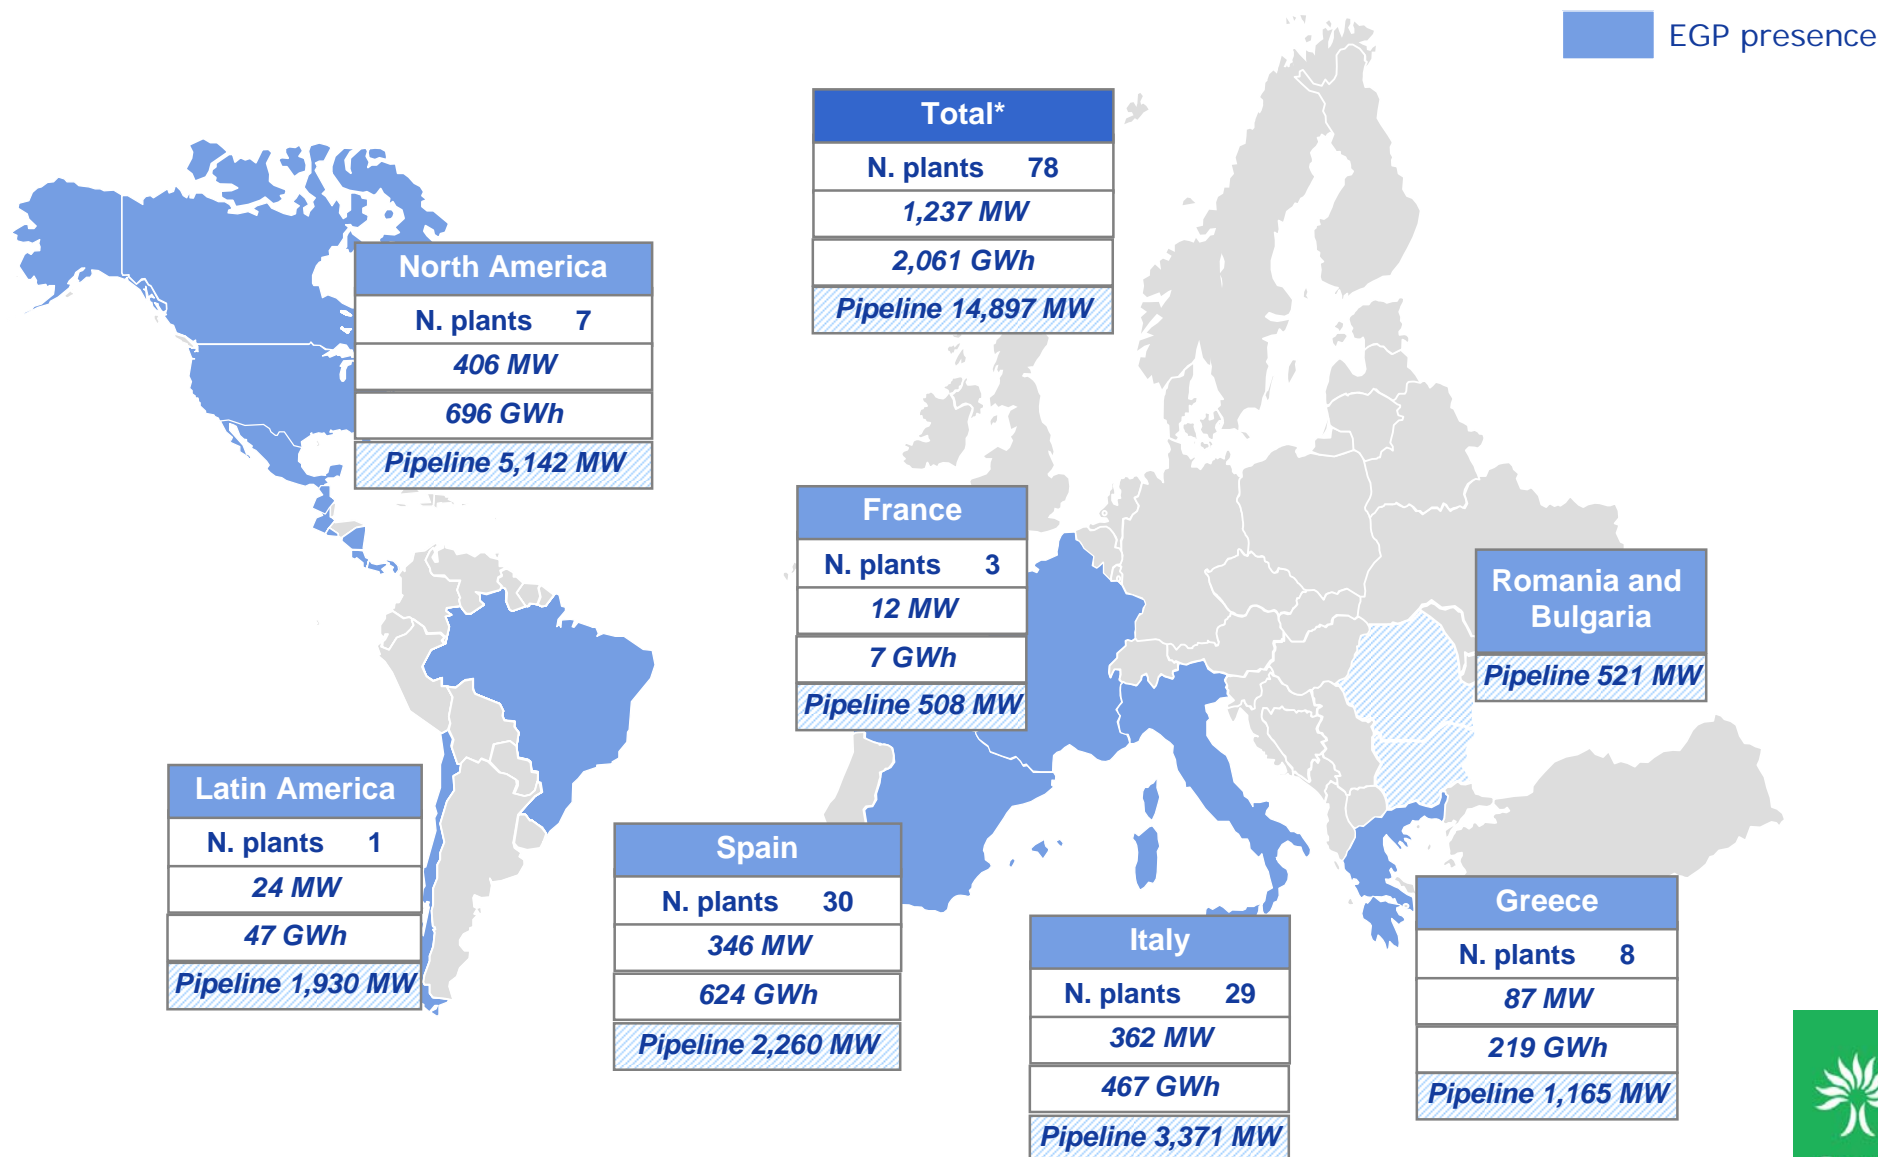 EGP presence
Total*
N. plants 78
1,237 MW
2,061 GWh
Pipeline 14,897 MW
North America
N. plants 7
406 MW
696 GWh
Pipeline 5,142 MW
France
N. plants 3
12 MW
7 GWh
Pipeline 508 MW
Romania and
Bulgaria
Pipeline 521 MW
Latin America
N. plants 1
24 MW
47 GWh
Pipeline 1,930 MW
Spain
N. plants 30
346 MW
624 GWh
Pipeline 2,260 MW
Italy
N. plants 29
362 MW
467 GWh
Pipeline 3,371 MW
Greece
N. plants 8
87 MW
219 GWh
Pipeline 1,165 MW